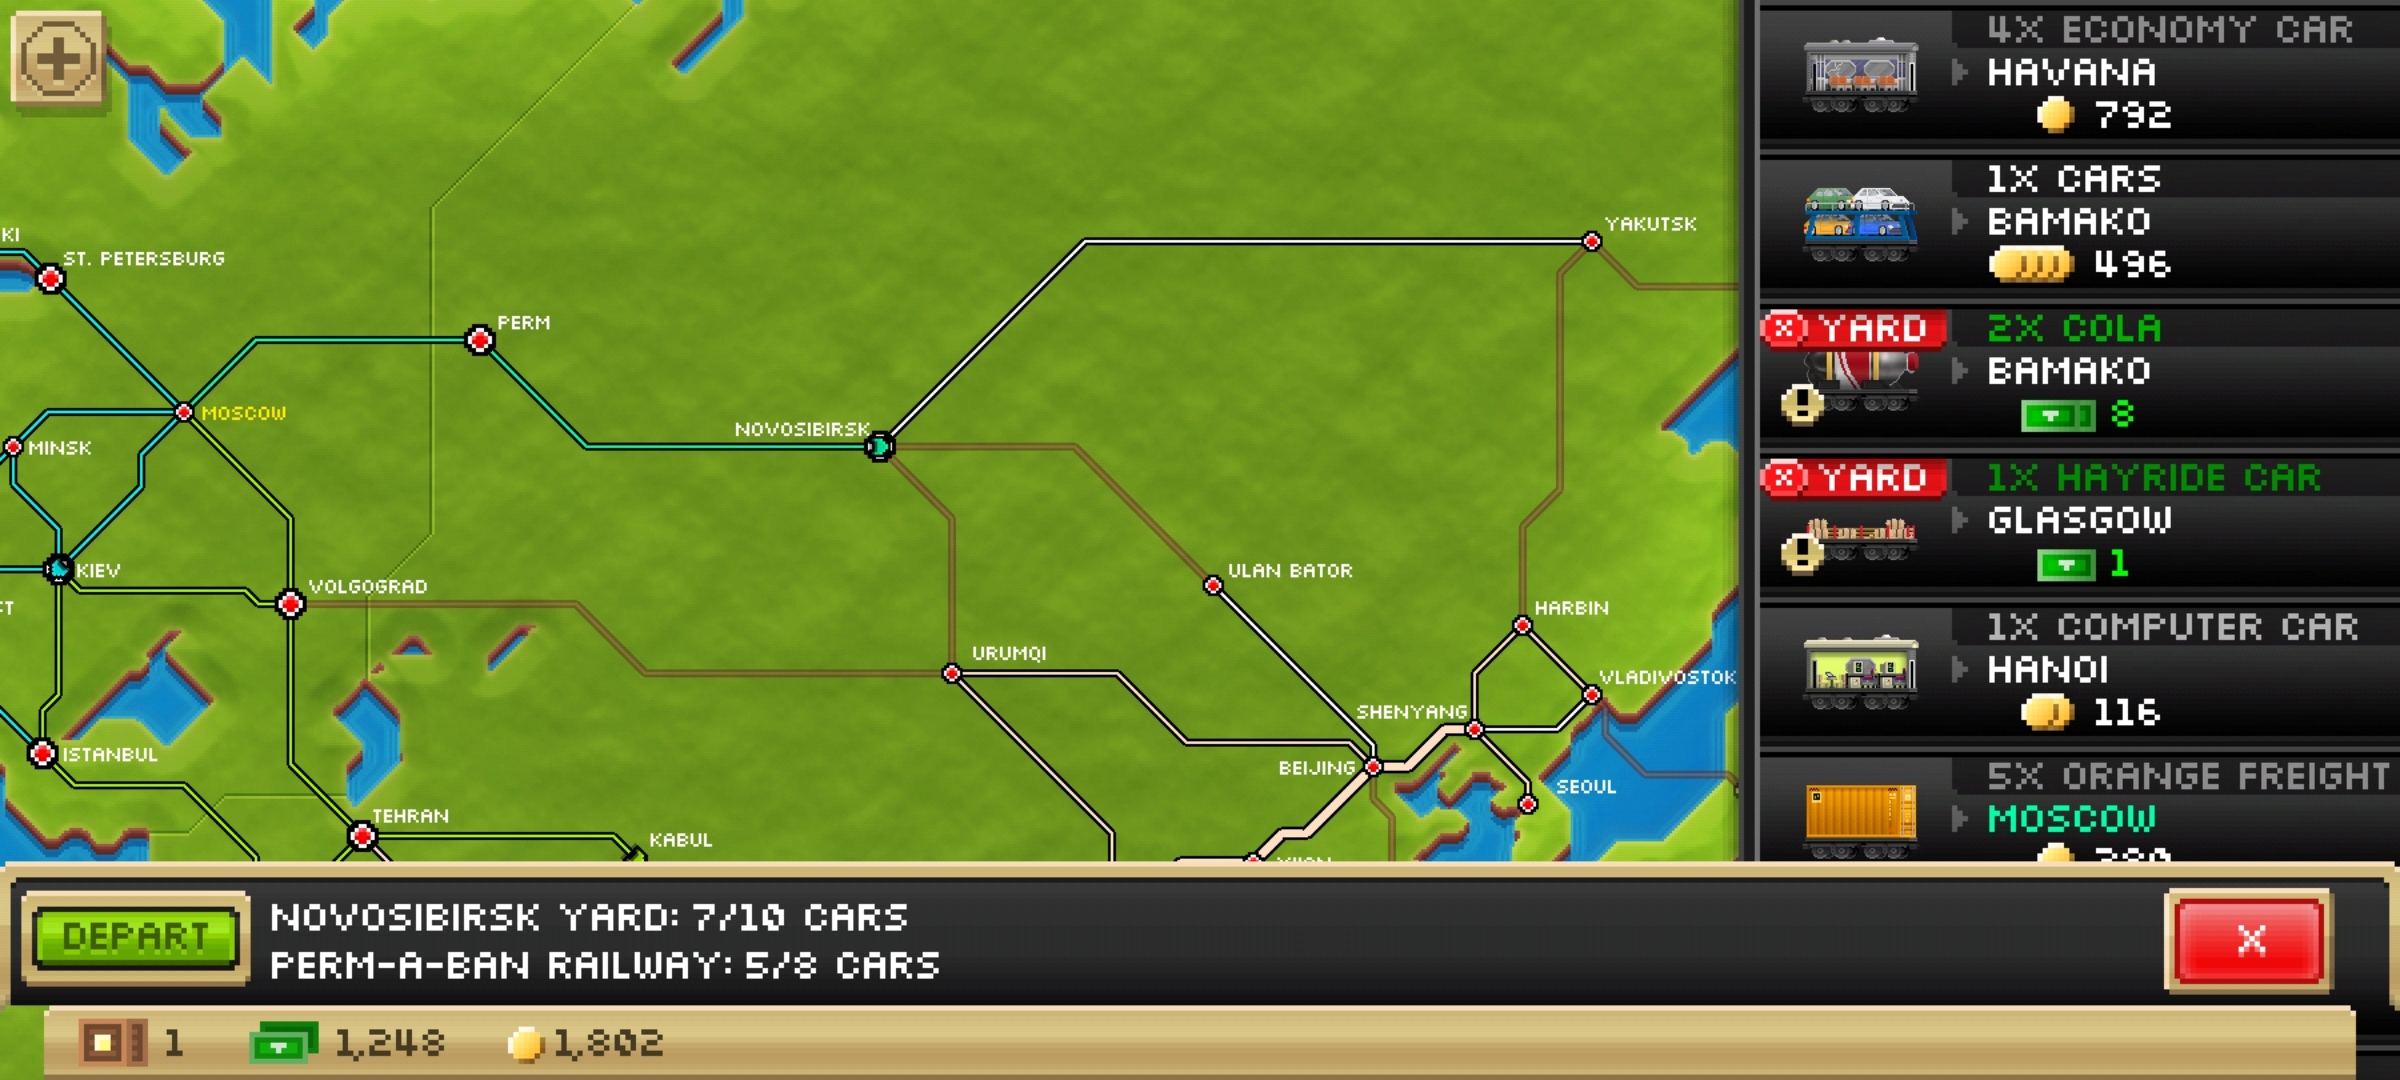 KI
ST. PETERSBURG
PERM
YAKUTSK
MOSCOW
NOVOSIBIRSK
MINSK
KIEV
VOLGOGRAD
ULAN BATOR
HARBIN
URUMQI
VLADIVOSTOK
SHENYANG
ISTANBUL
BEIJING
SEOUL
TEHRAN
KABUL
4X ECONOMY CAR
HAVANA
792
1X CARS
BAMAKO
496
YARD
2X COLA
BAMAKO
8
YARD
1X HAYRIDE CAR
GLASGOW
1
1X COMPUTER CAR
HANOI
116
5X ORANGE FREIGHT
MOSCOW
DEPART
NOVOSIBIRSK YARD: 7/10 CARS
PERM-A-BAN RAILWAY: 5/8 CARS
X
1
1,248
1,802